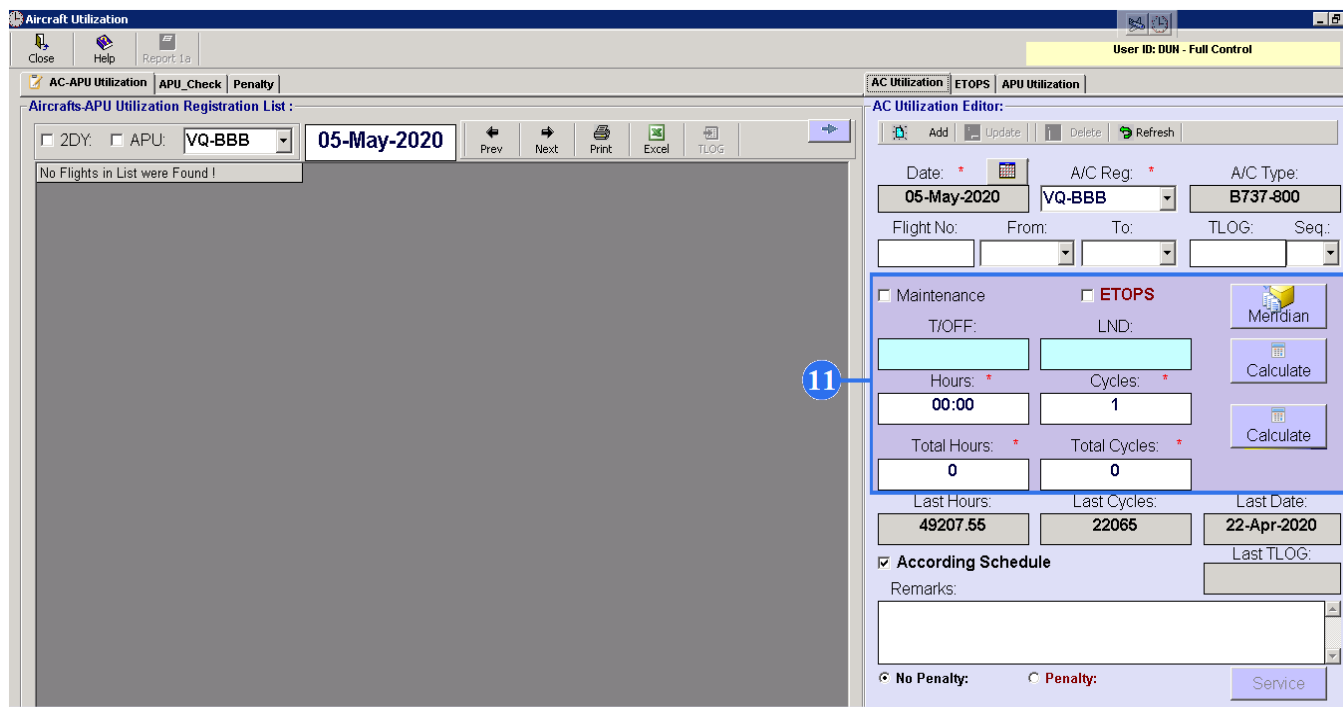 Aircraft Utilization
Close Help Report 1a
User ID: DUN - Full Control
AC-APU Utilization APU_Check Penalty
Aircrafts-APU Utilization Registration List :
2DY: APU: VQ-BBB 05-May-2020 Prev Next Print Excel TLOG
No Flights in List were Found !
AC Utilization ETOPS APU Utilization
AC Utilization Editor:
Add Update Delete Refresh
Date: * A/C Reg: * A/C Type:
05-May-2020 VQ-BBB B737-800
Flight No: From: To: TLOG: Seq.:
Maintenance ETOPS Meridian
T/OFF: LND:
Calculate
11
Hours: * Cycles: *
00:00 1
Calculate
Total Hours: * Total Cycles: *
0 0
Last Hours: Last Cycles: Last Date:
49207.55 22065 22-Apr-2020
According Schedule Last TLOG:
Remarks:
No Penalty: Penalty: Service